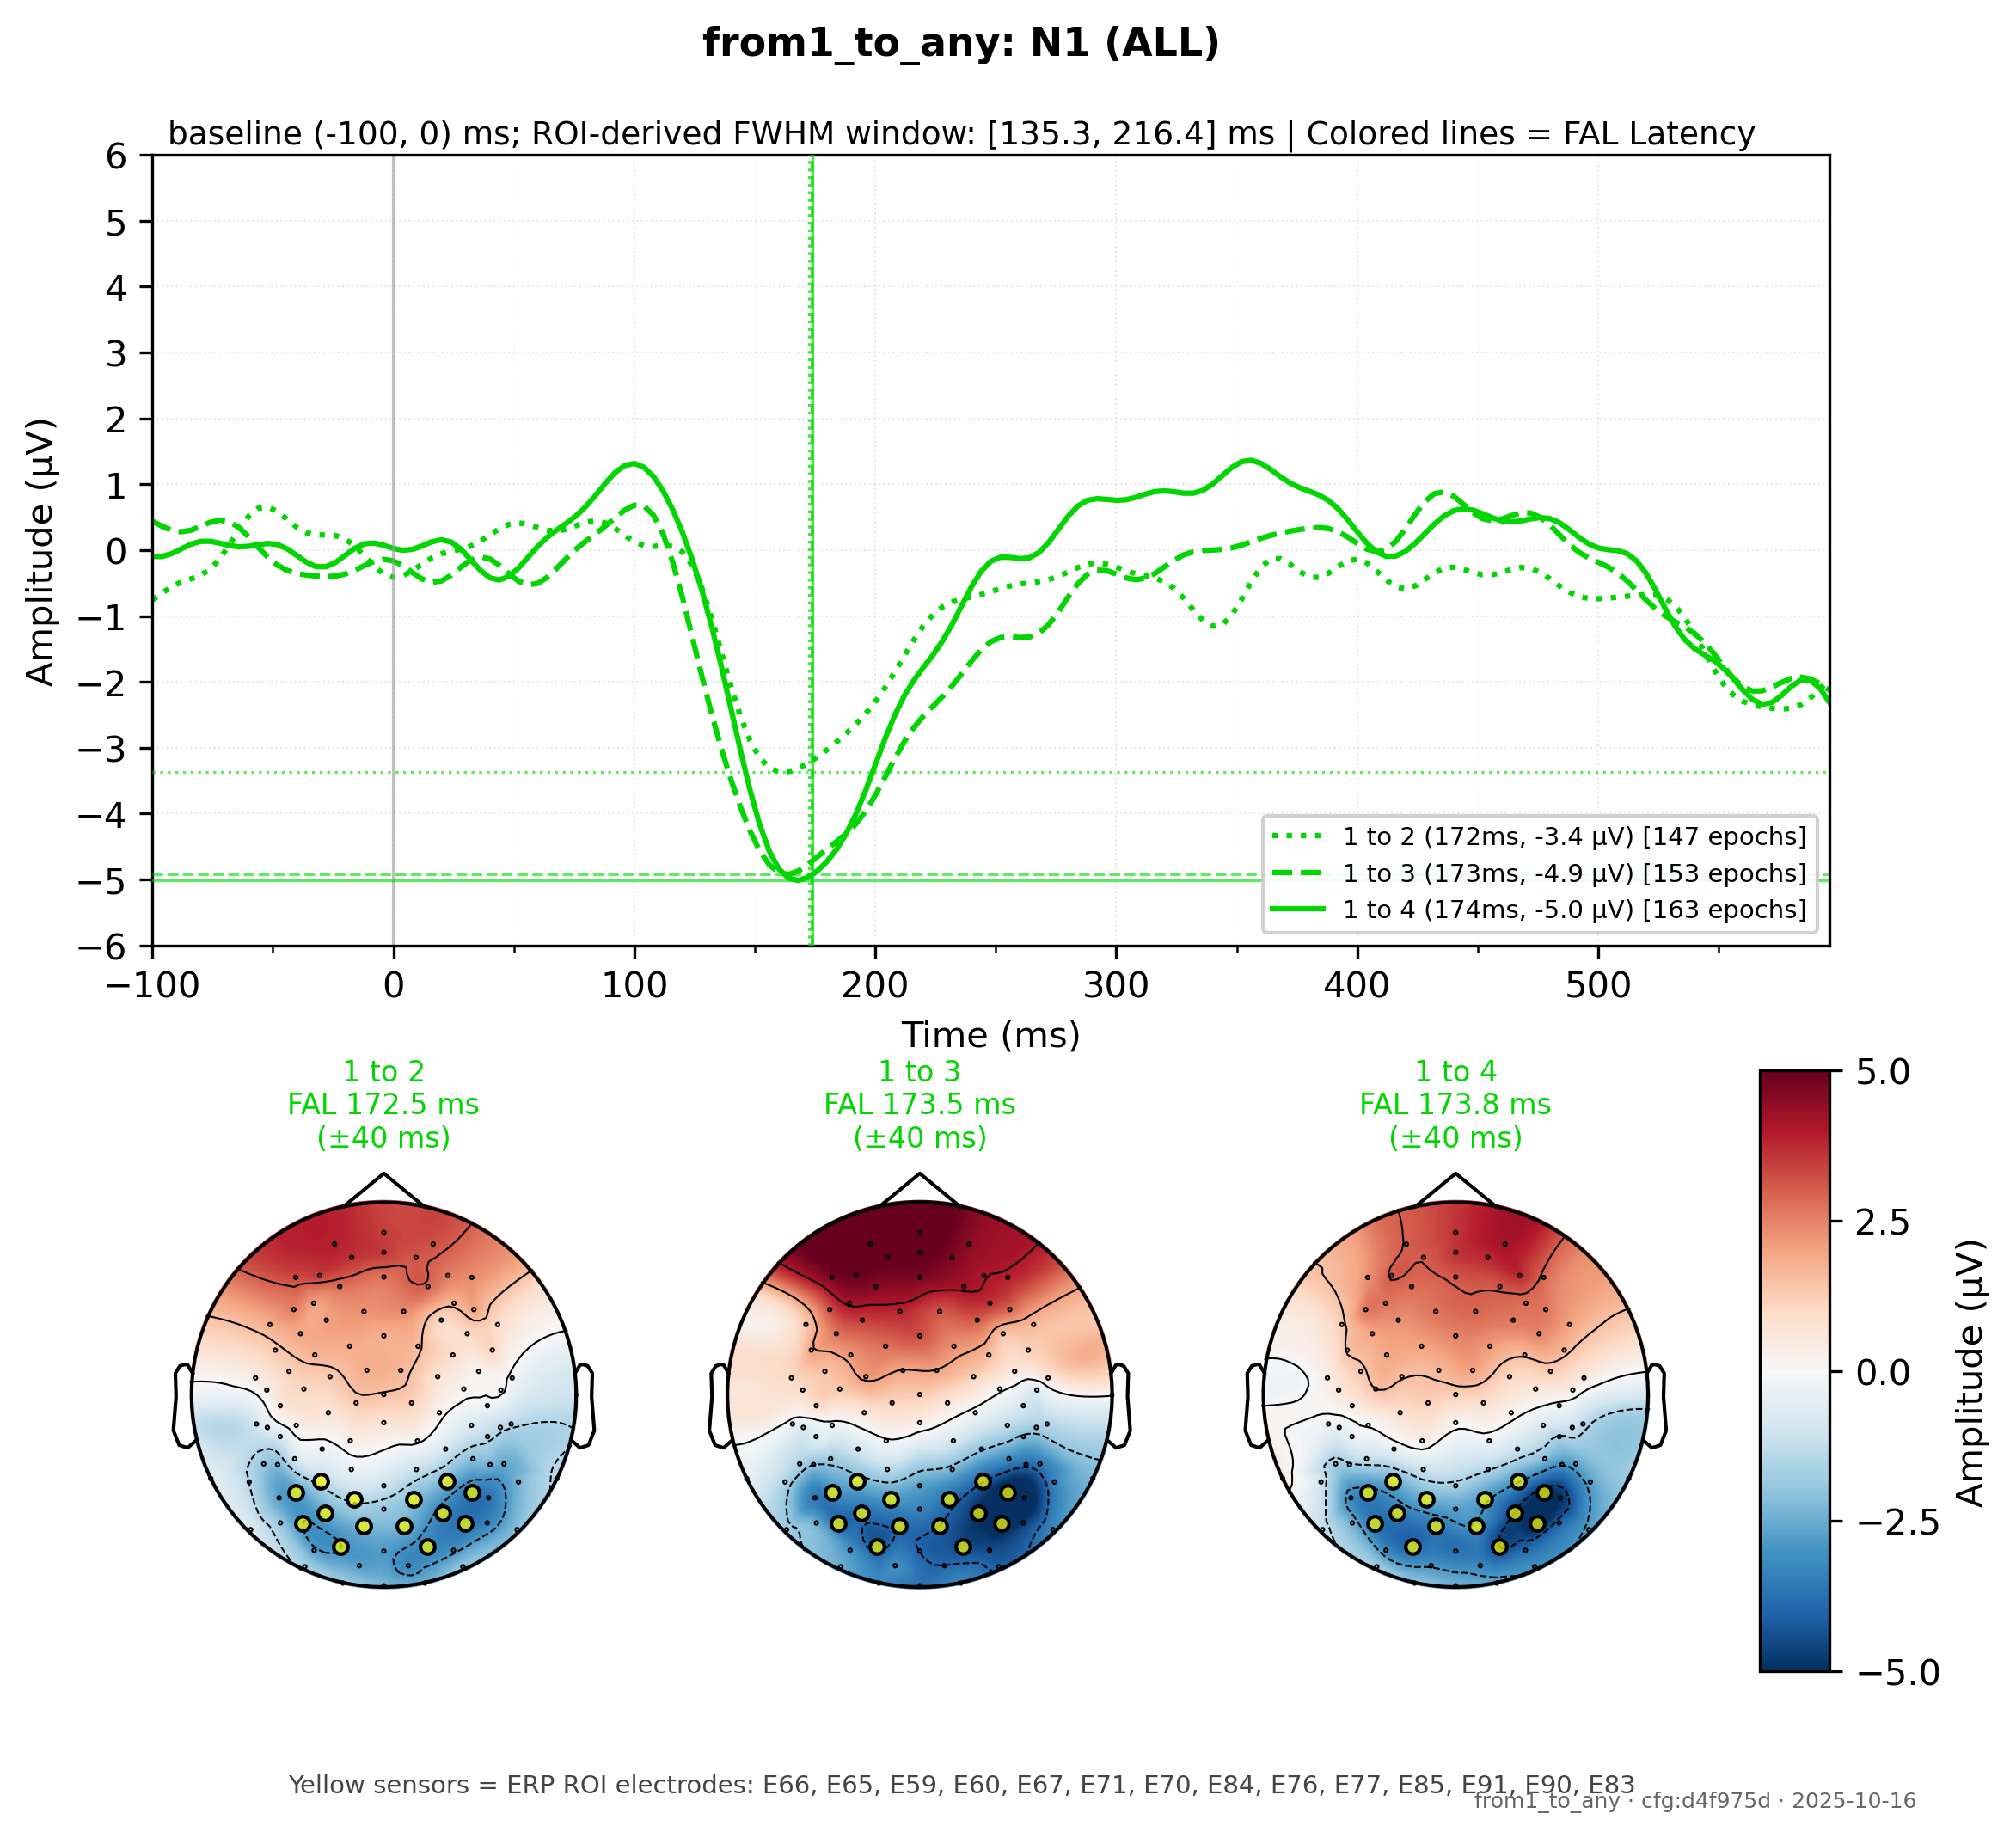 from1_to_any: N1 (ALL)
baseline (-100, 0) ms; ROI-derived FWHM window: [135.3, 216.4] ms | Colored lines = FAL Latency
6
5
4
3
2
1
0
−1
−2
−3
−4
−5
−6
Amplitude (µV)
1 to 2 (172ms, -3.4 µV) [147 epochs]
1 to 3 (173ms, -4.9 µV) [153 epochs]
1 to 4 (174ms, -5.0 µV) [163 epochs]
−100 0 100 200 300 400 500
Time (ms)
1 to 2
FAL 172.5 ms
(±40 ms)
1 to 3
FAL 173.5 ms
(±40 ms)
1 to 4
FAL 173.8 ms
(±40 ms)
5.0
2.5
0.0
−2.5
−5.0
Amplitude (µV)
Yellow sensors = ERP ROI electrodes: E66, E65, E59, E60, E67, E71, E70, E84, E76, E77, E85, E91, E90, E83
from1_to_any · cfg:d4f975d · 2025-10-16